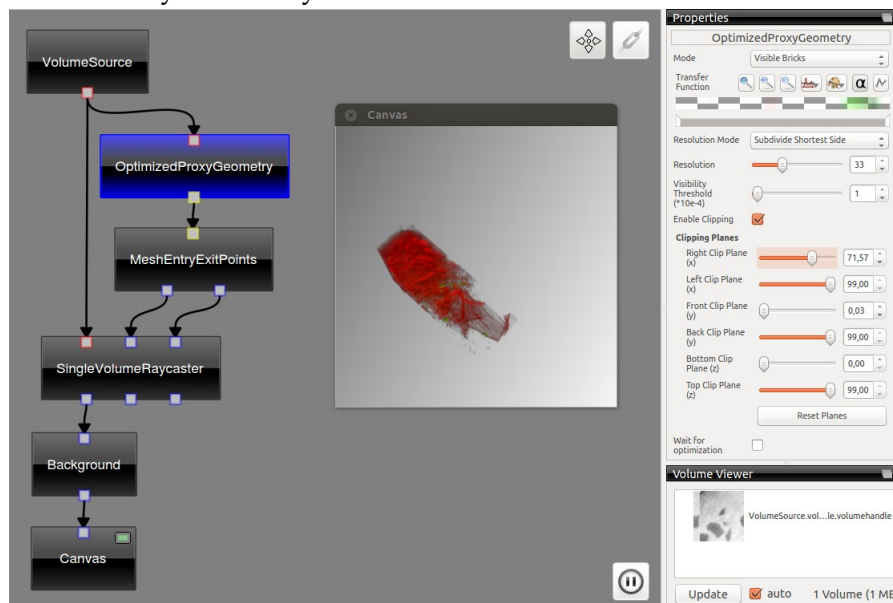 VolumeSource
OptimizedProxyGeometry
MeshEntryExitPoints
SingleVolumeRaycaster
Background
Canvas
Canvas
Properties
OptimizedProxyGeometry
Mode Visible Bricks
Transfer
Function
α
Resolution Mode Subdivide Shortest Side
Resolution 33
Visibility
Threshold
(*10e-4) 1
Enable Clipping
Clipping Planes
Right Clip Plane
(x) 71,57
Left Clip Plane
(x) 99,00
Front Clip Plane
(y) 0,03
Back Clip Plane
(y) 99,00
Bottom Clip
Plane (z) 0,00
Top Clip Plane
(z) 99,00
Reset Planes
Wait for
optimization
Volume Viewer
VolumeSource.vol...le.volumehandle
Update auto 1 Volume (1 MB